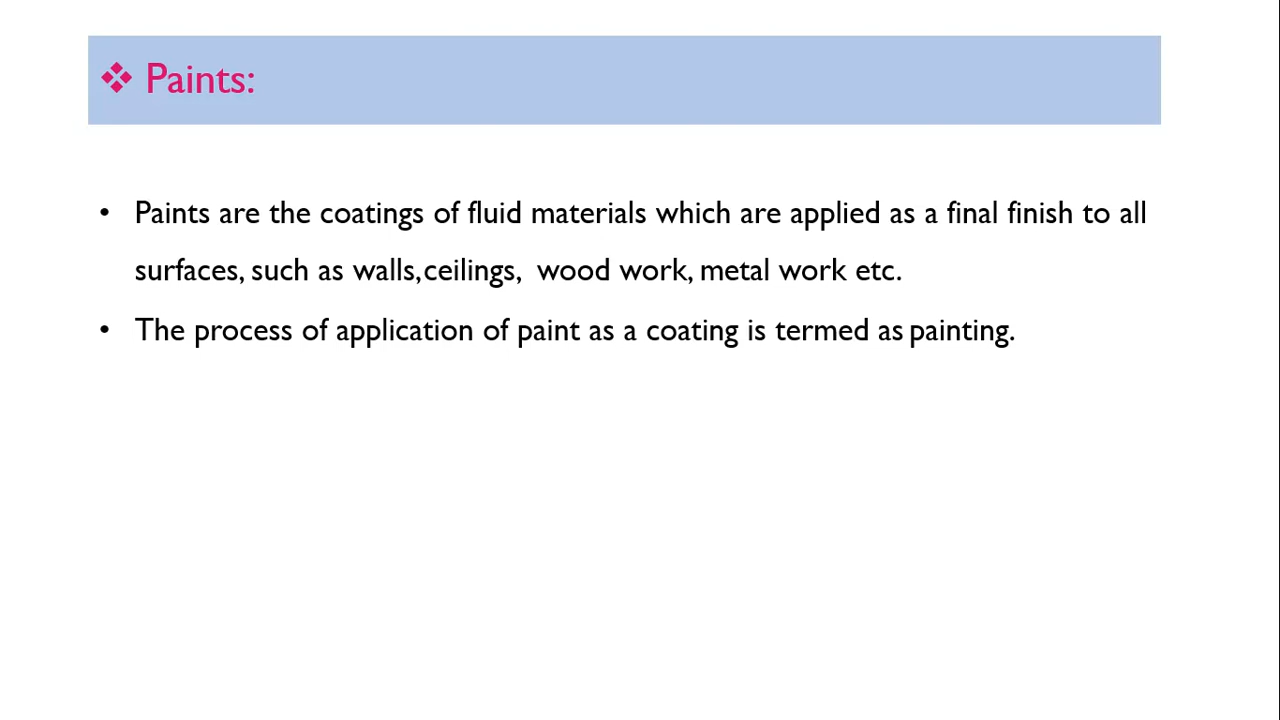 ❖ Paints:
• Paints are the coatings of fluid materials which are applied as a final finish to all
surfaces, such as walls,ceilings, wood work, metal work etc.
• The process of application of paint as a coating is termed as painting.